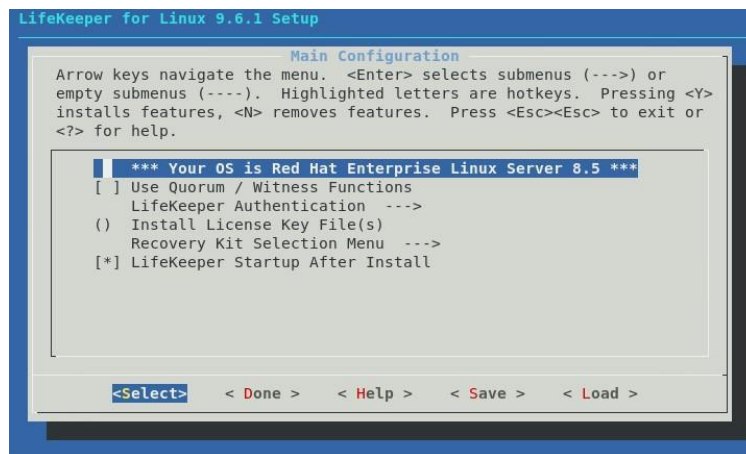 LifeKeeper for Linux 9.6.1 Setup
Main Configuration
Arrow keys navigate the menu.  <Enter> selects submenus (--->) or
empty submenus (----).  Highlighted letters are hotkeys.  Pressing <Y>
installs features, <N> removes features.  Press <Esc><Esc> to exit or
<?> for help.
*** Your OS is Red Hat Enterprise Linux Server 8.5 ***
[ ] Use Quorum / Witness Functions
LifeKeeper Authentication  --->
()  Install License Key File(s)
Recovery Kit Selection Menu  --->
[*] LifeKeeper Startup After Install
<Select>    < Done >    < Help >    < Save >    < Load >